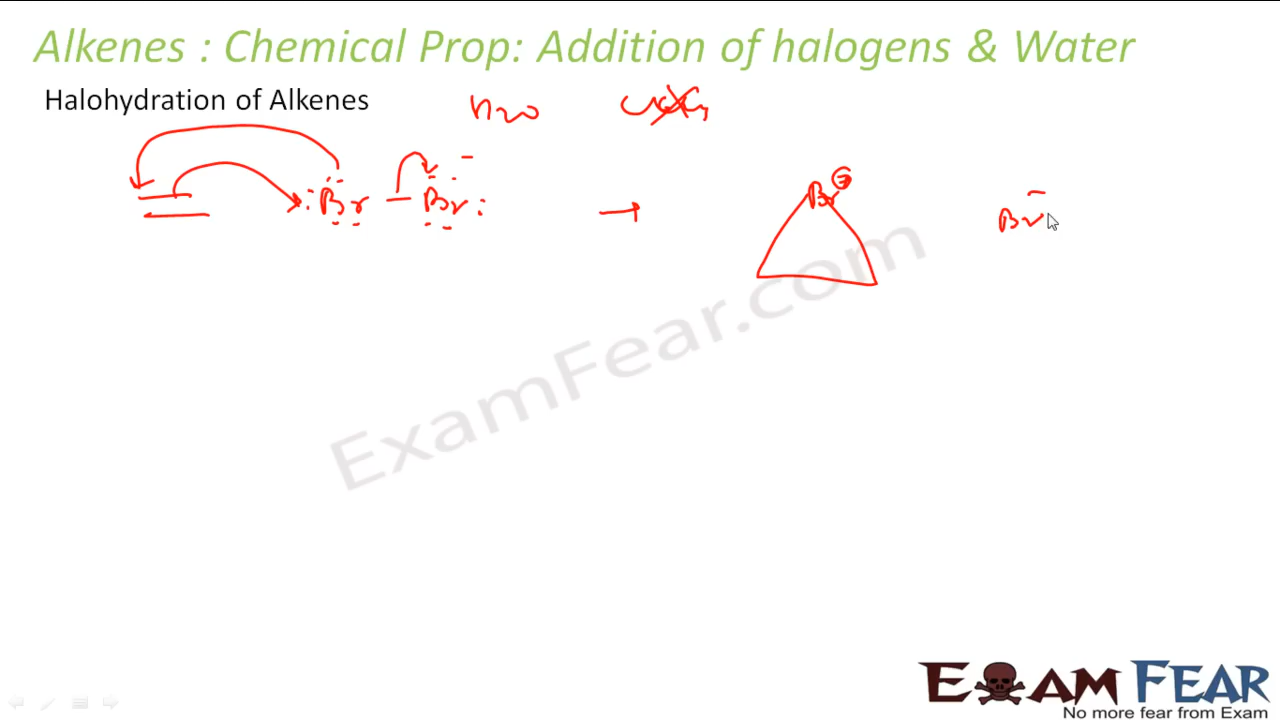 Alkenes : Chemical Prop: Addition of halogens & Water
Halohydration of Alkenes
H2O
Br – Br → Br⊕ Br⁻
ExamFear.com
EXAM FEAR
No more fear from Exam